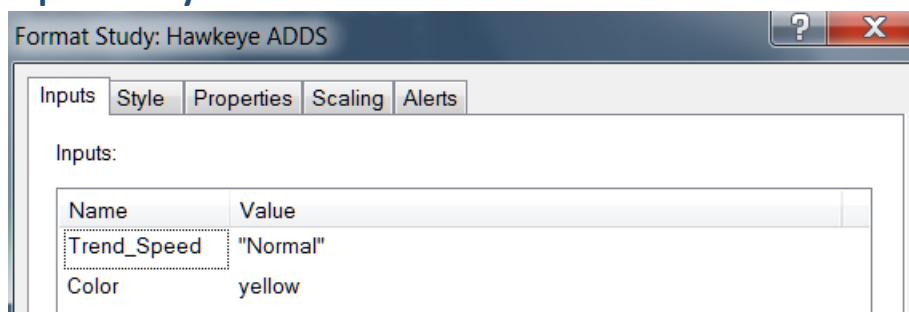 Format Study: Hawkeye ADDS
Inputs Style Properties Scaling Alerts
Inputs:
Name Value
Trend_Speed "Normal"
Color yellow